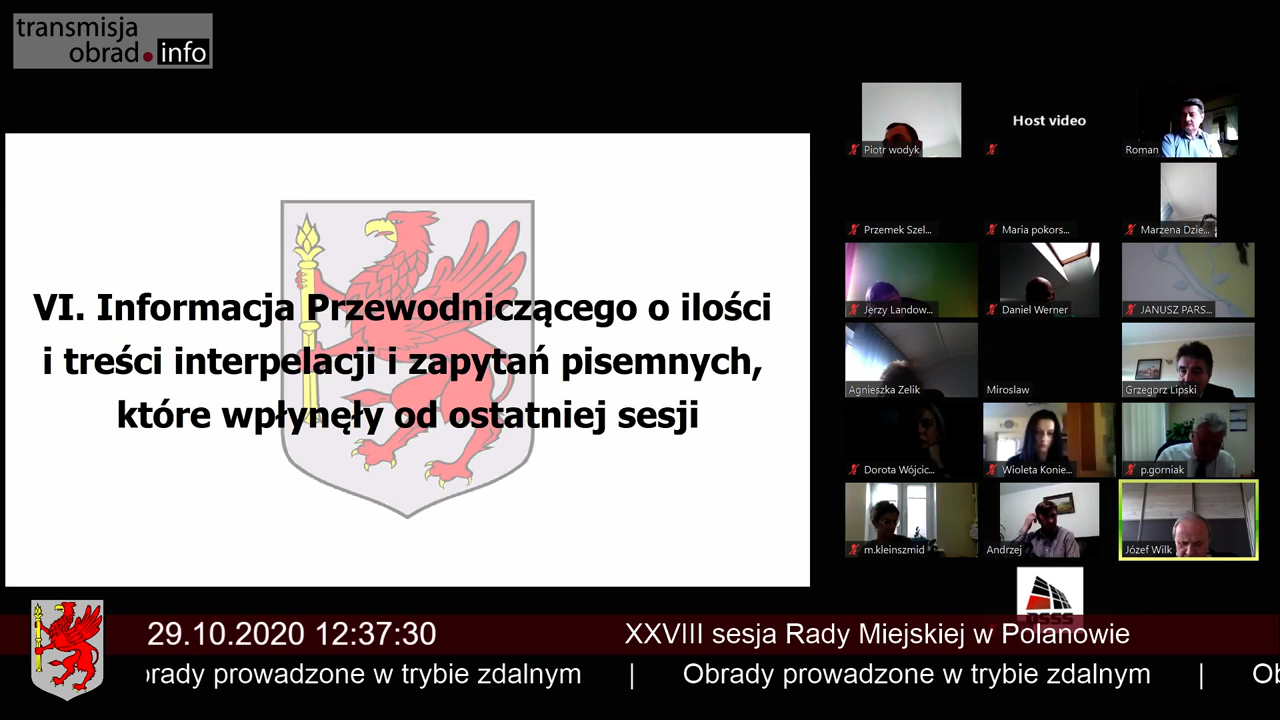 transmisja
obrad.info
Host video
Piotr wodyk
Roman
Przemek Szel...
Maria pokors...
Marzena Dzie...
VI. Informacja Przewodniczącego o ilości
i treści interpelacji i zapytań pisemnych,
które wpłynęły od ostatniej sesji
Jerzy Landow...
Daniel Werner
JANUSZ PARS...
Agnieszka Zelik
Miroslaw
Grzegorz Lipski
Dorota Wójcic...
Wioleta Konie...
p.gorniak
m.kleinszmid
Andrzej
Józef Wilk
29.10.2020 12:37:30
XXVIII sesja Rady Miejskiej w Polanowie
brady prowadzone w trybie zdalnym | Obrady prowadzone w trybie zdalnym | Ob